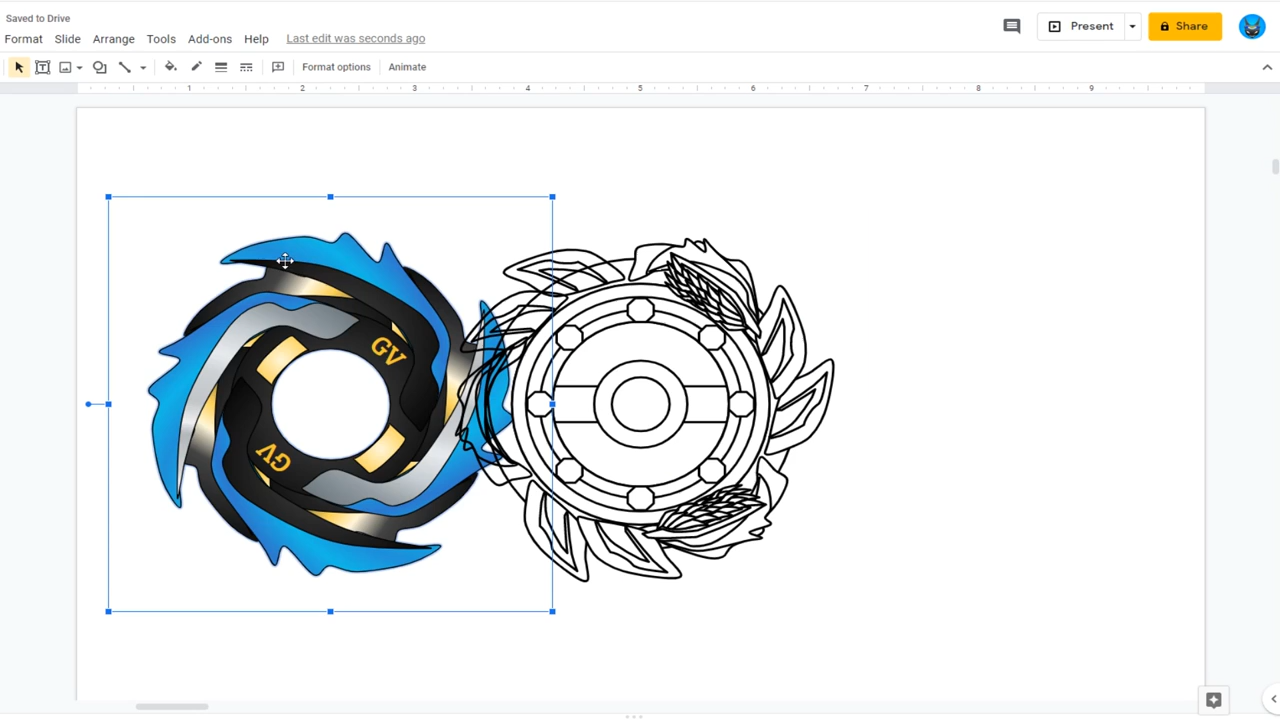 Saved to Drive
Format Slide Arrange Tools Add-ons Help Last edit was seconds ago
Present Share
Format options Animate
1 2 3 4 5 6 7 8 9
GV
GV